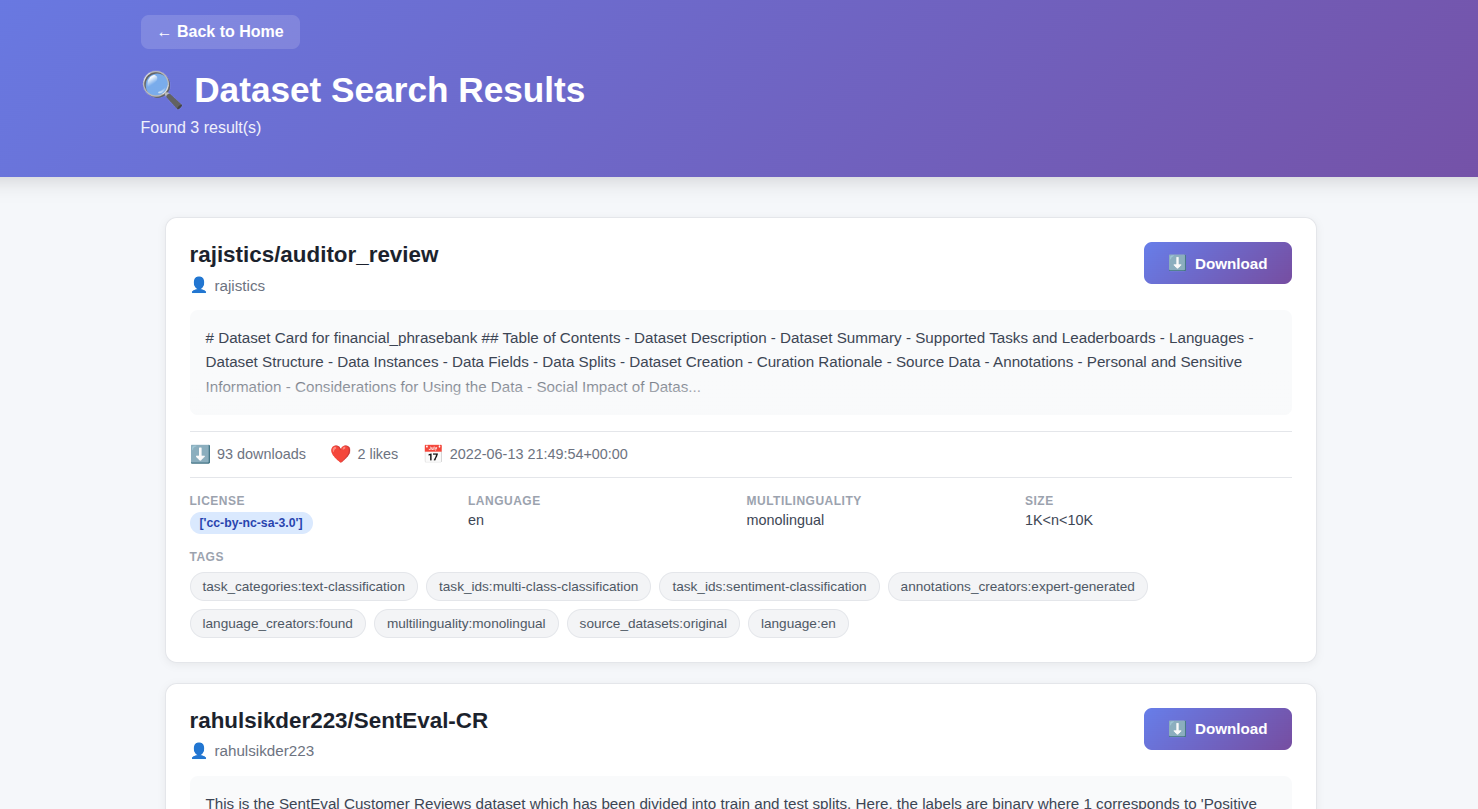 ← Back to Home
🔍 Dataset Search Results
Found 3 result(s)
rajistics/auditor_review
⬇️ Download
👤 rajistics
# Dataset Card for financial_phrasebank ## Table of Contents - Dataset Description - Dataset Summary - Supported Tasks and Leaderboards - Languages -
Dataset Structure - Data Instances - Data Fields - Data Splits - Dataset Creation - Curation Rationale - Source Data - Annotations - Personal and Sensitive
Information - Considerations for Using the Data - Social Impact of Datas...
⬇️ 93 downloads ❤️ 2 likes 📅 2022-06-13 21:49:54+00:00
LICENSE LANGUAGE MULTILINGUALITY SIZE
['cc-by-nc-sa-3.0'] en monolingual 1K<n<10K
TAGS
task_categories:text-classification task_ids:multi-class-classification task_ids:sentiment-classification annotations_creators:expert-generated
language_creators:found multilinguality:monolingual source_datasets:original language:en
rahulsikder223/SentEval-CR
⬇️ Download
👤 rahulsikder223
This is the SentEval Customer Reviews dataset which has been divided into train and test splits. Here, the labels are binary where 1 corresponds to 'Positive